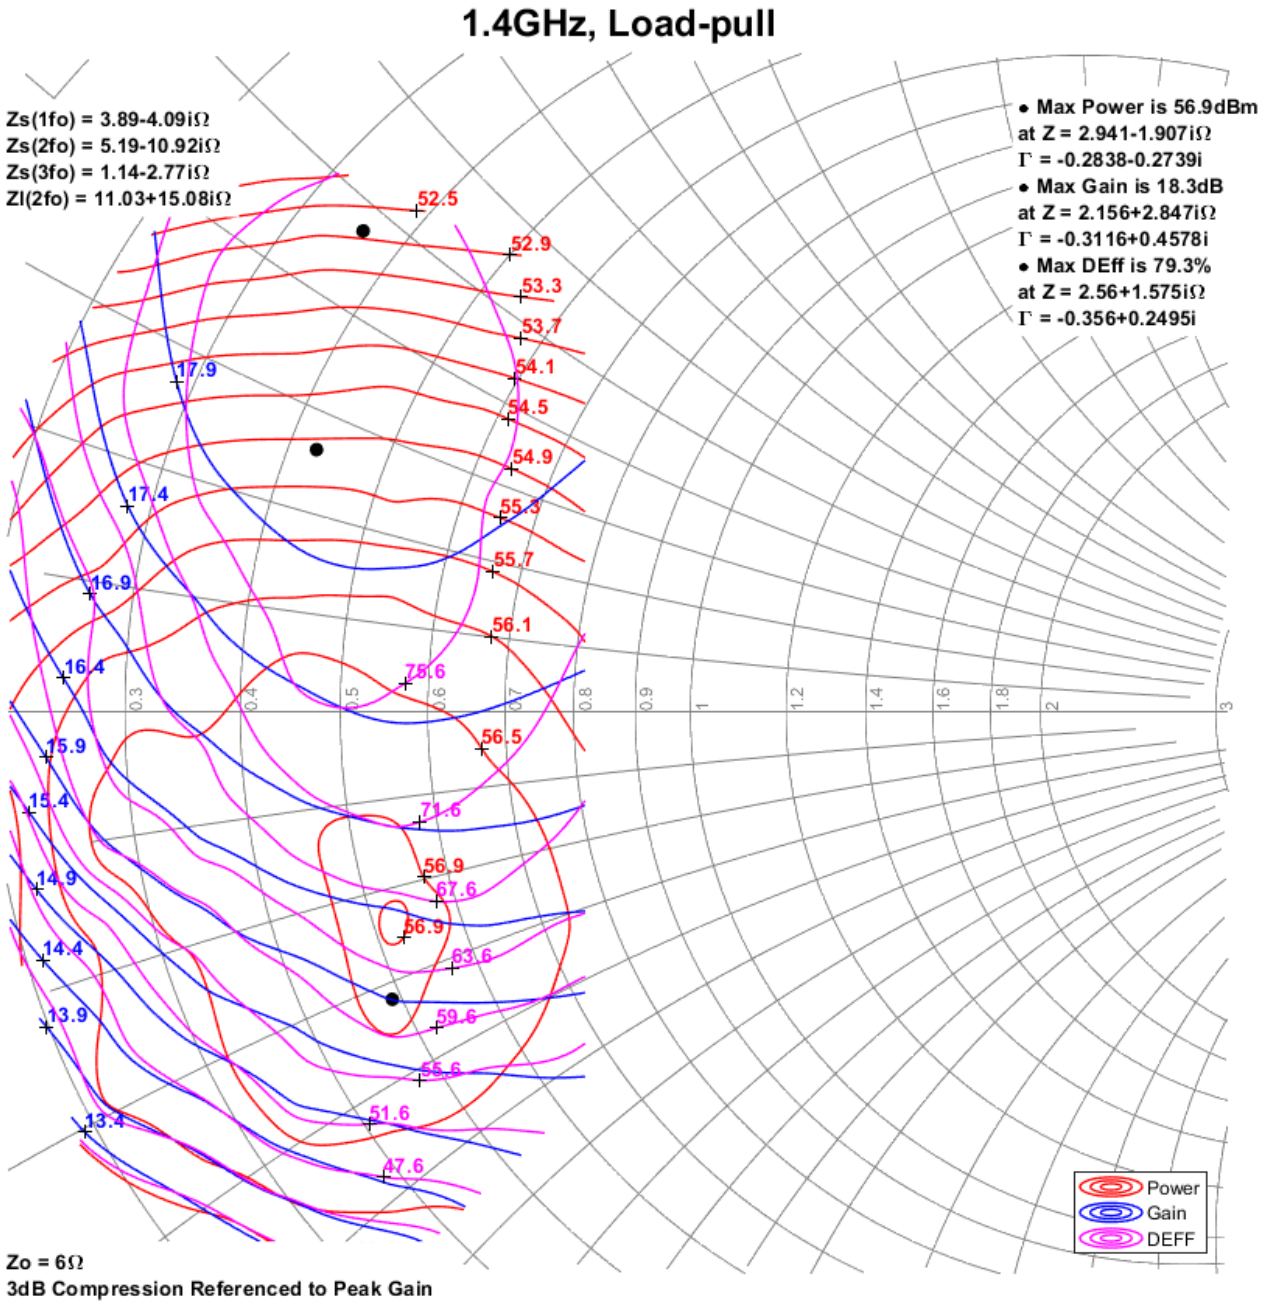 1.4GHz, Load-pull
Zs(1fo) = 3.89-4.09iΩ
Zs(2fo) = 5.19-10.92iΩ
Zs(3fo) = 1.14-2.77iΩ
Zl(2fo) = 11.03+15.08iΩ
● Max Power is 56.9dBm
at Z = 2.941-1.907iΩ
Γ = -0.2838-0.2739i
● Max Gain is 18.3dB
at Z = 2.156+2.847iΩ
Γ = -0.3116+0.4578i
● Max DEff is 79.3%
at Z = 2.56+1.575iΩ
Γ = -0.356+0.2495i
52.5
52.9
53.3
53.7
54.1
17.9
54.5
54.9
17.4
55.3
55.7
16.9
56.1
16.4
75.6
0.3
0.4
0.5
0.6
0.7
0.8
0.9
1
1.2
1.4
1.6
1.8
2
3
56.5
15.9
15.4
71.6
56.9
14.9
67.6
56.9
14.4
63.6
13.9
59.6
55.6
13.4
51.6
47.6
Power
Gain
DEFF
Zo = 6Ω
3dB Compression Referenced to Peak Gain